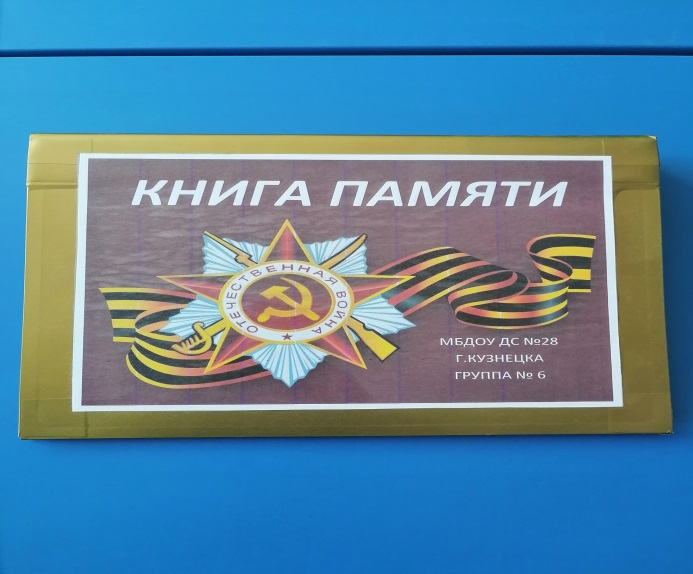 КНИГА ПАМЯТИ
ОТЕЧЕСТВЕННАЯ ВОЙНА
МБДОУ ДС №28
Г.КУЗНЕЦКА
ГРУППА № 6